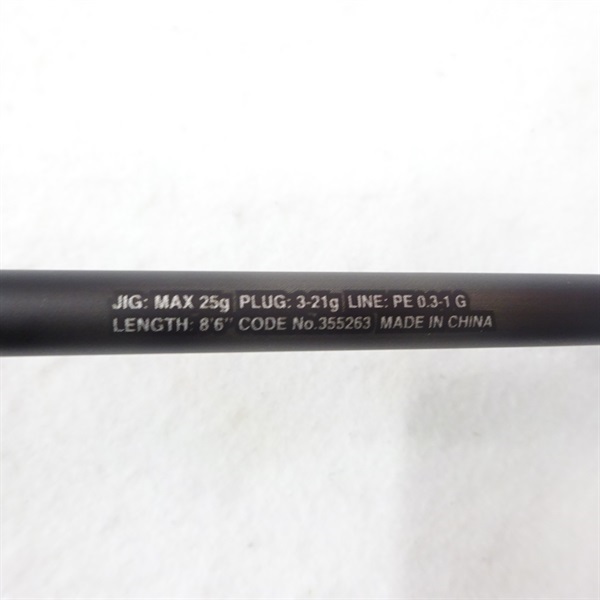 JIG: MAX 25g | PLUG: 3-21g | LINE: PE 0.3-1 G
LENGTH: 8'6" CODE No.355263 MADE IN CHINA